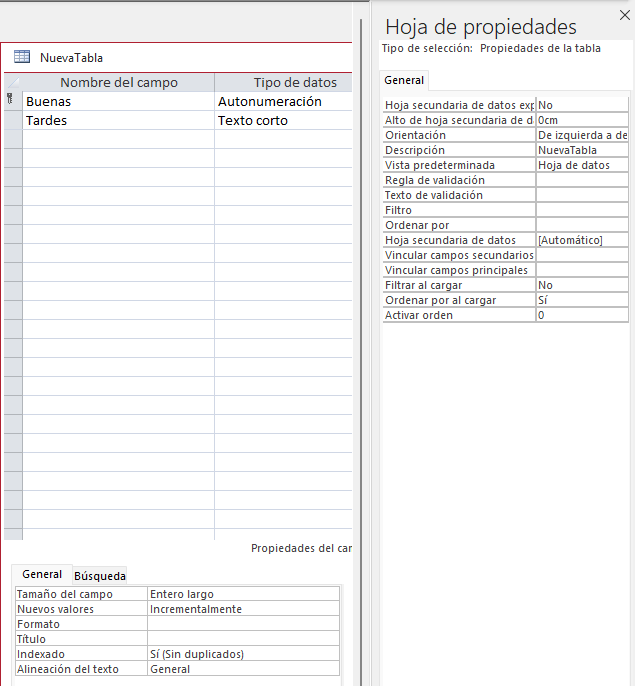 NuevaTabla
Nombre del campo Tipo de datos
Buenas Autonumeración
Tardes Texto corto
Propiedades del car
General Búsqueda
Tamaño del campo Entero largo
Nuevos valores Incrementalmente
Formato
Título
Indexado Sí (Sin duplicados)
Alineación del texto General
Hoja de propiedades
Tipo de selección: Propiedades de la tabla
General
Hoja secundaria de datos exp No
Alto de hoja secundaria de d 0cm
Orientación De izquierda a de
Descripción NuevaTabla
Vista predeterminada Hoja de datos
Regla de validación
Texto de validación
Filtro
Ordenar por
Hoja secundaria de datos [Automático]
Vincular campos secundarios
Vincular campos principales
Filtrar al cargar No
Ordenar por al cargar Sí
Activar orden 0